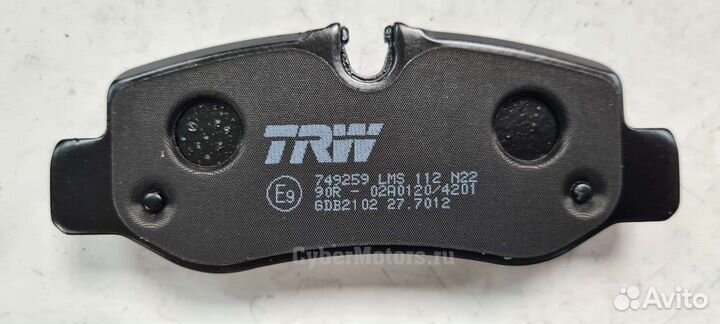 TRW
749259 LMS 112 N22
E9 90R - 02A0120/4201
GDB2102 27.7012
CyberMotors.ru
Avito